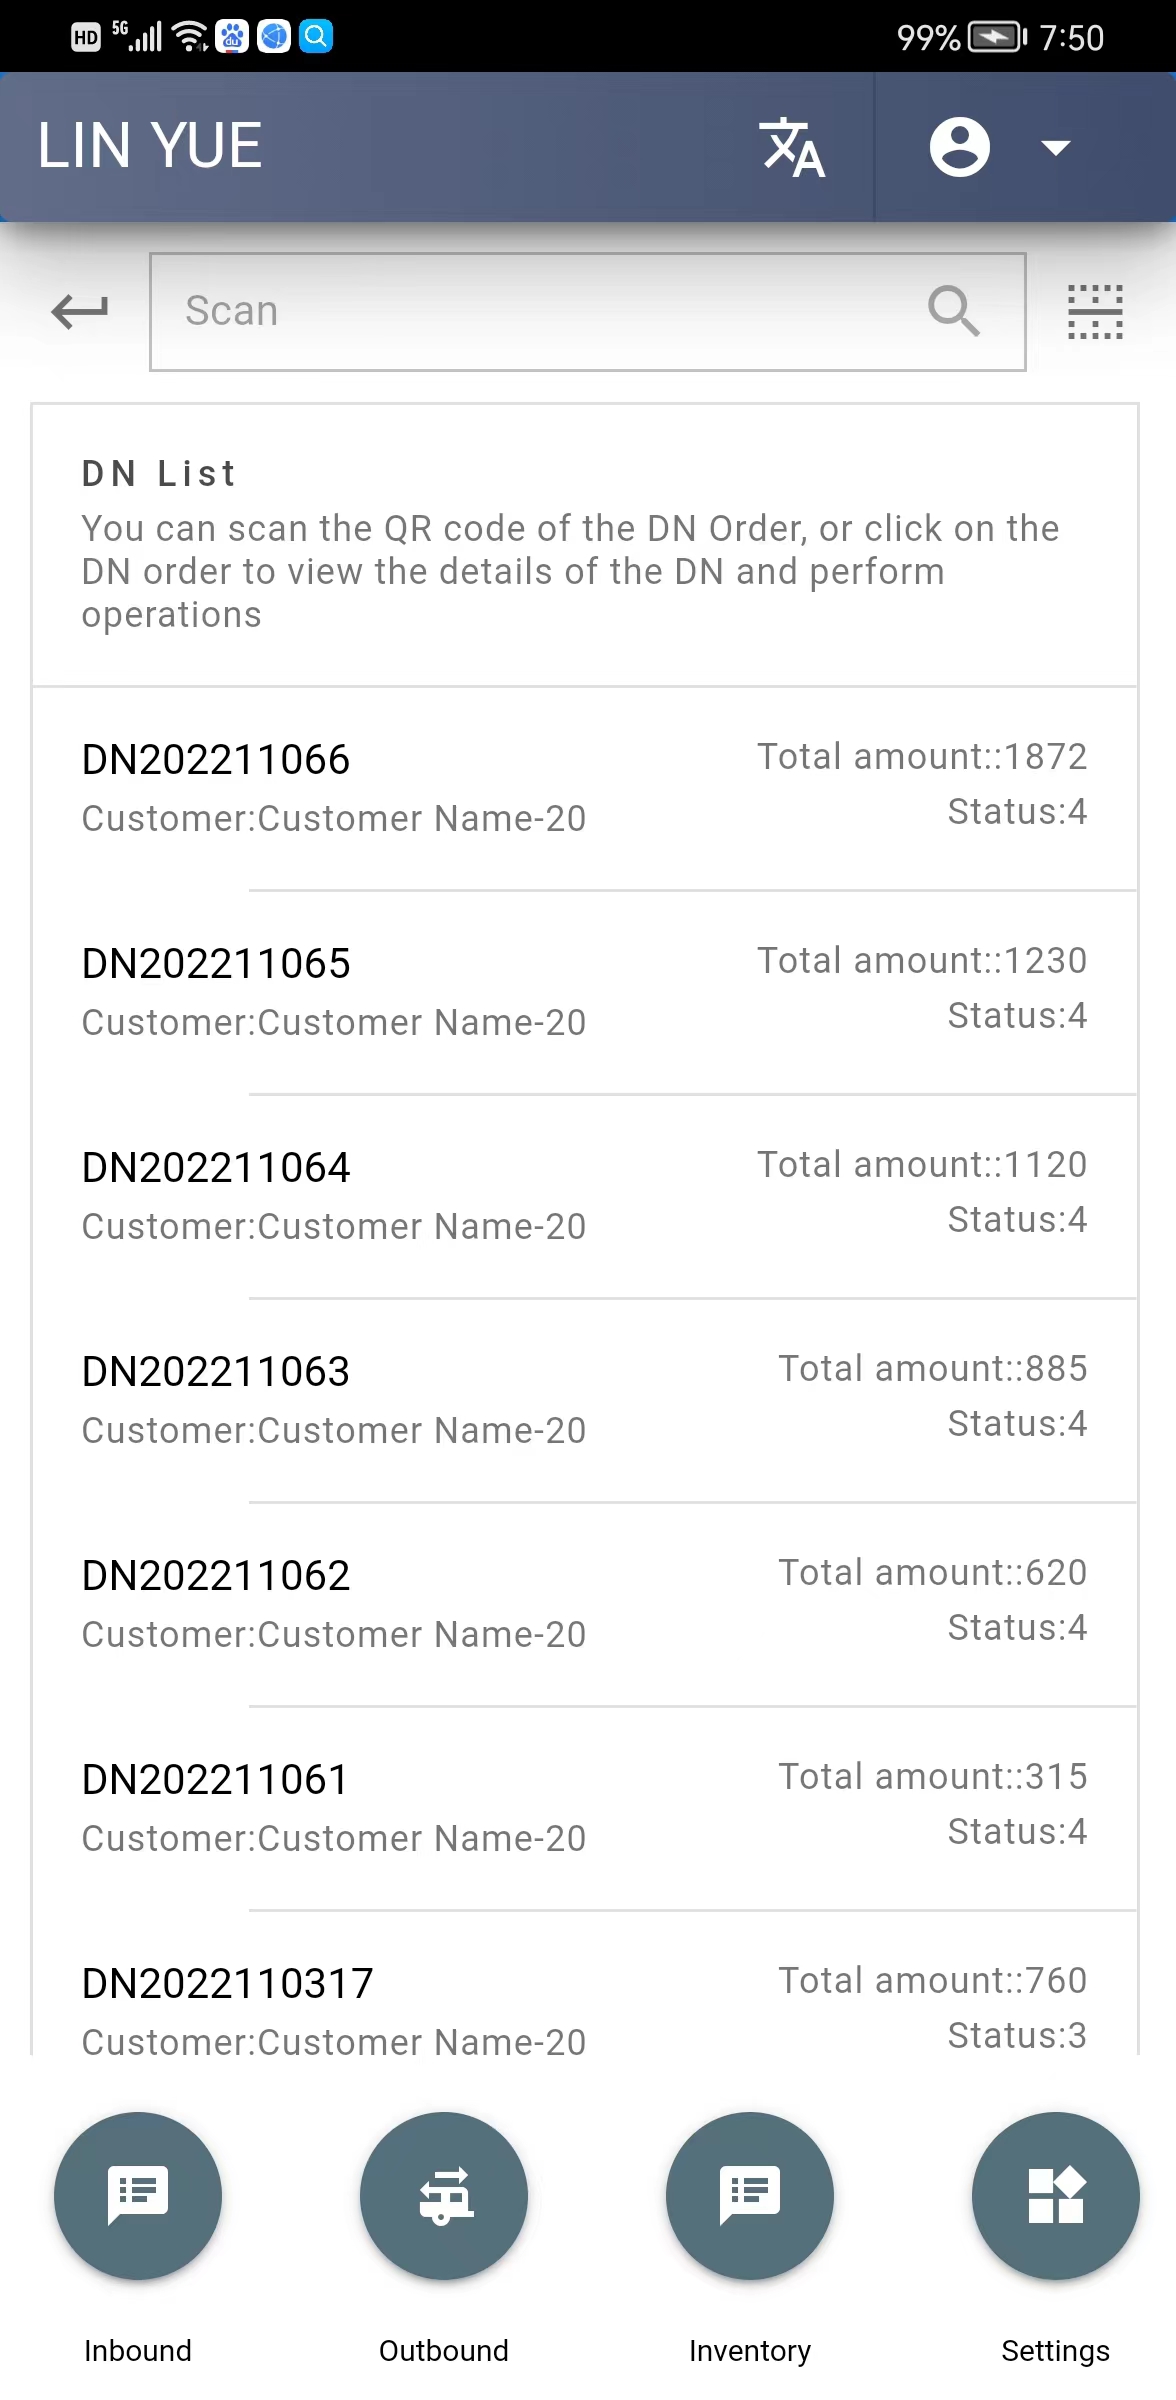 HD 5G du 99% 7:50
LIN YUE
Scan
DN List
You can scan the QR code of the DN Order, or click on the
DN order to view the details of the DN and perform
operations
DN202211066 Total amount::1872
Customer:Customer Name-20 Status:4
DN202211065 Total amount::1230
Customer:Customer Name-20 Status:4
DN202211064 Total amount::1120
Customer:Customer Name-20 Status:4
DN202211063 Total amount::885
Customer:Customer Name-20 Status:4
DN202211062 Total amount::620
Customer:Customer Name-20 Status:4
DN202211061 Total amount::315
Customer:Customer Name-20 Status:4
DN2022110317 Total amount::760
Customer:Customer Name-20 Status:3
Inbound Outbound Inventory Settings